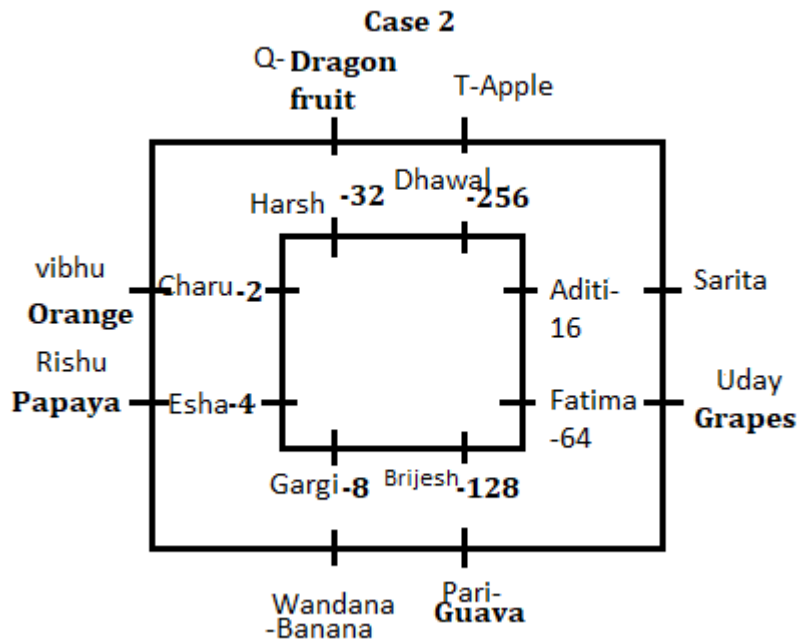 Case 2
Q- Dragon
fruit
T-Apple
Harsh -32
Dhawal -256
vibhu
Orange
Charu -2
Aditi-
16
Sarita
Rishu
Papaya
Esha -4
Fatima
-64
Uday
Grapes
Gargi -8
Brijesh -128
Wandana
-Banana
Pari-
Guava